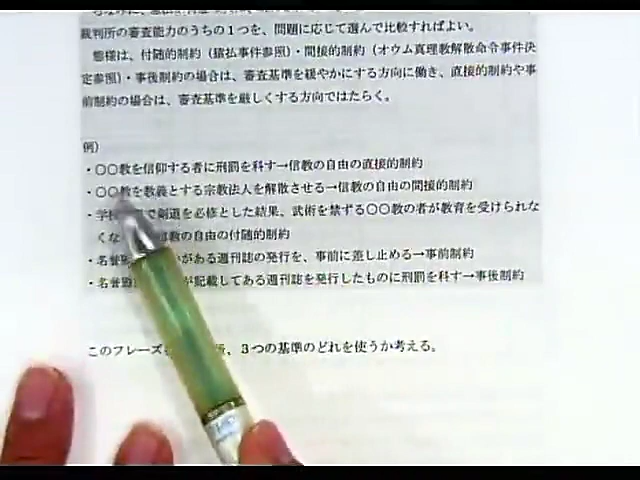 裁判所の審査能力のうちの１つを、問題に応じて選んで比較すればよい。
態様は、付随的制約（猿払事件参照）・間接的制約（オウム真理教解散命令事件決
定参照）・事後制約の場合は、審査基準を緩やかにする方向に働き、直接的制約や事
前制約の場合は、審査基準を厳しくする方向ではたらく。
例）
・〇〇教を信仰する者に刑罰を科す→信教の自由の直接的制約
・〇〇教を教義とする宗教法人を解散させる→信教の自由の間接的制約
・学校 で剣道を必修とした結果、武術を禁ずる〇〇教の者が教育を受けられな
くな 教の自由の付随的制約
・名誉 がある週刊誌の発行を、事前に差し止める→事前制約
・名誉 が記載してある週刊誌を発行したものに刑罰を科す→事後制約
このフレーズ 、３つの基準のどれを使うか考える。